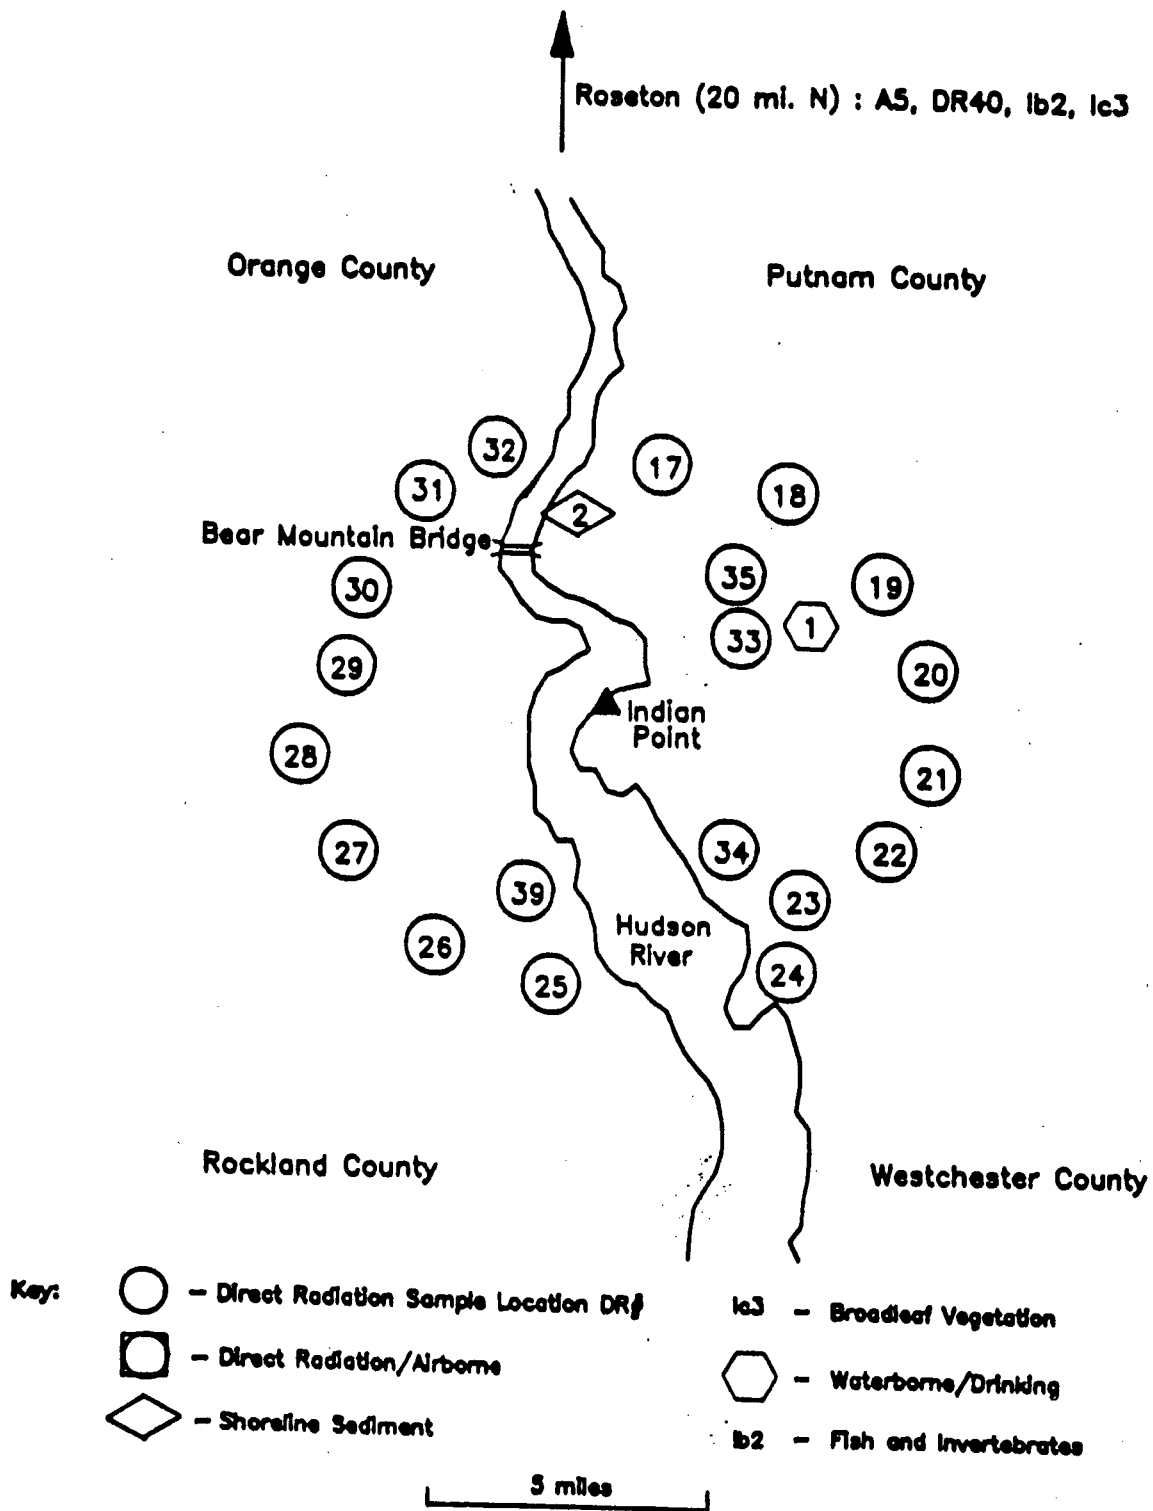 Roseton (20 mi. N) : A5, DR40, Ib2, Ic3
Orange County
Putnam County
32
17
31
18
2
Bear Mountain Bridge
35
30
19
1
33
29
20
Indian
Point
28
21
34
27
22
39
23
Hudson
River
26
24
25
Rockland County
Westchester County
Key:
– Direct Radiation Sample Location DR#
Ic3 – Broadleaf Vegetation
– Direct Radiation/Airborne
– Waterborne/Drinking
– Shoreline Sediment
Ib2 – Fish and Invertebrates
5 miles